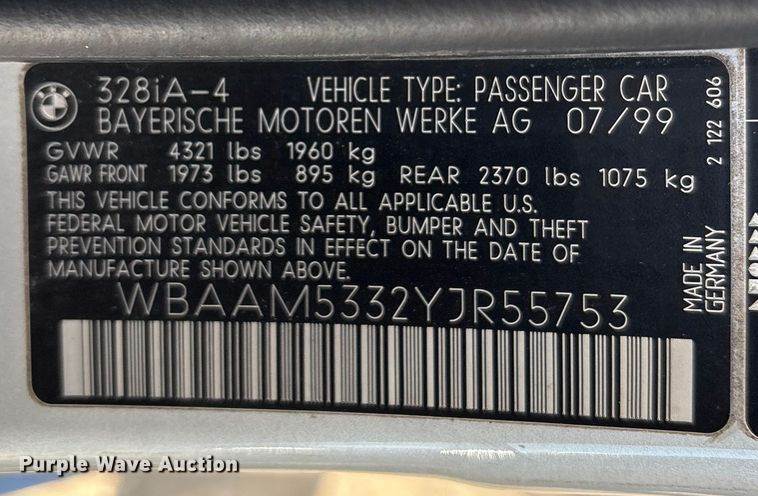 328iA-4 VEHICLE TYPE: PASSENGER CAR
BAYERISCHE MOTOREN WERKE AG 07/99
GVWR 4321 lbs 1960 kg
GAWR FRONT 1973 lbs 895 kg REAR 2370 lbs 1075 kg
THIS VEHICLE CONFORMS TO ALL APPLICABLE U.S.
FEDERAL MOTOR VEHICLE SAFETY, BUMPER AND THEFT
PREVENTION STANDARDS IN EFFECT ON THE DATE OF
MANUFACTURE SHOWN ABOVE.
WBAAM5332YJR55753
2 122 606
MADE IN
GERMANY
Purple Wave Auction